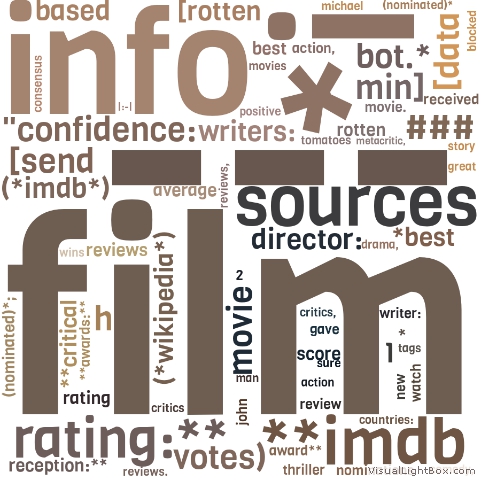 based
[rotten
michael
(nominated)*
[data
blocked
info:
consensus
|:-|
best
action,
movies
*
bot.*
min]
received
movie.
positive
"confidence:
writers:
tomatoes
rotten
metacritic,
###
story
great
[send
(*imdb*)
average
reviews,
sources
director:
drama,
*best
film
wins
reviews
(*wikipedia*)
(nominated)*;
**critical
**awards:**
h
rating
critics
2
movie
man
john
critics,
gave
score
sure
action
review
writer:
*
1
tags
new
watch
countries:
rating:**
votes)
**imdb
award**
reception:**
reviews.
thriller
nomi
VisualLightBox.com